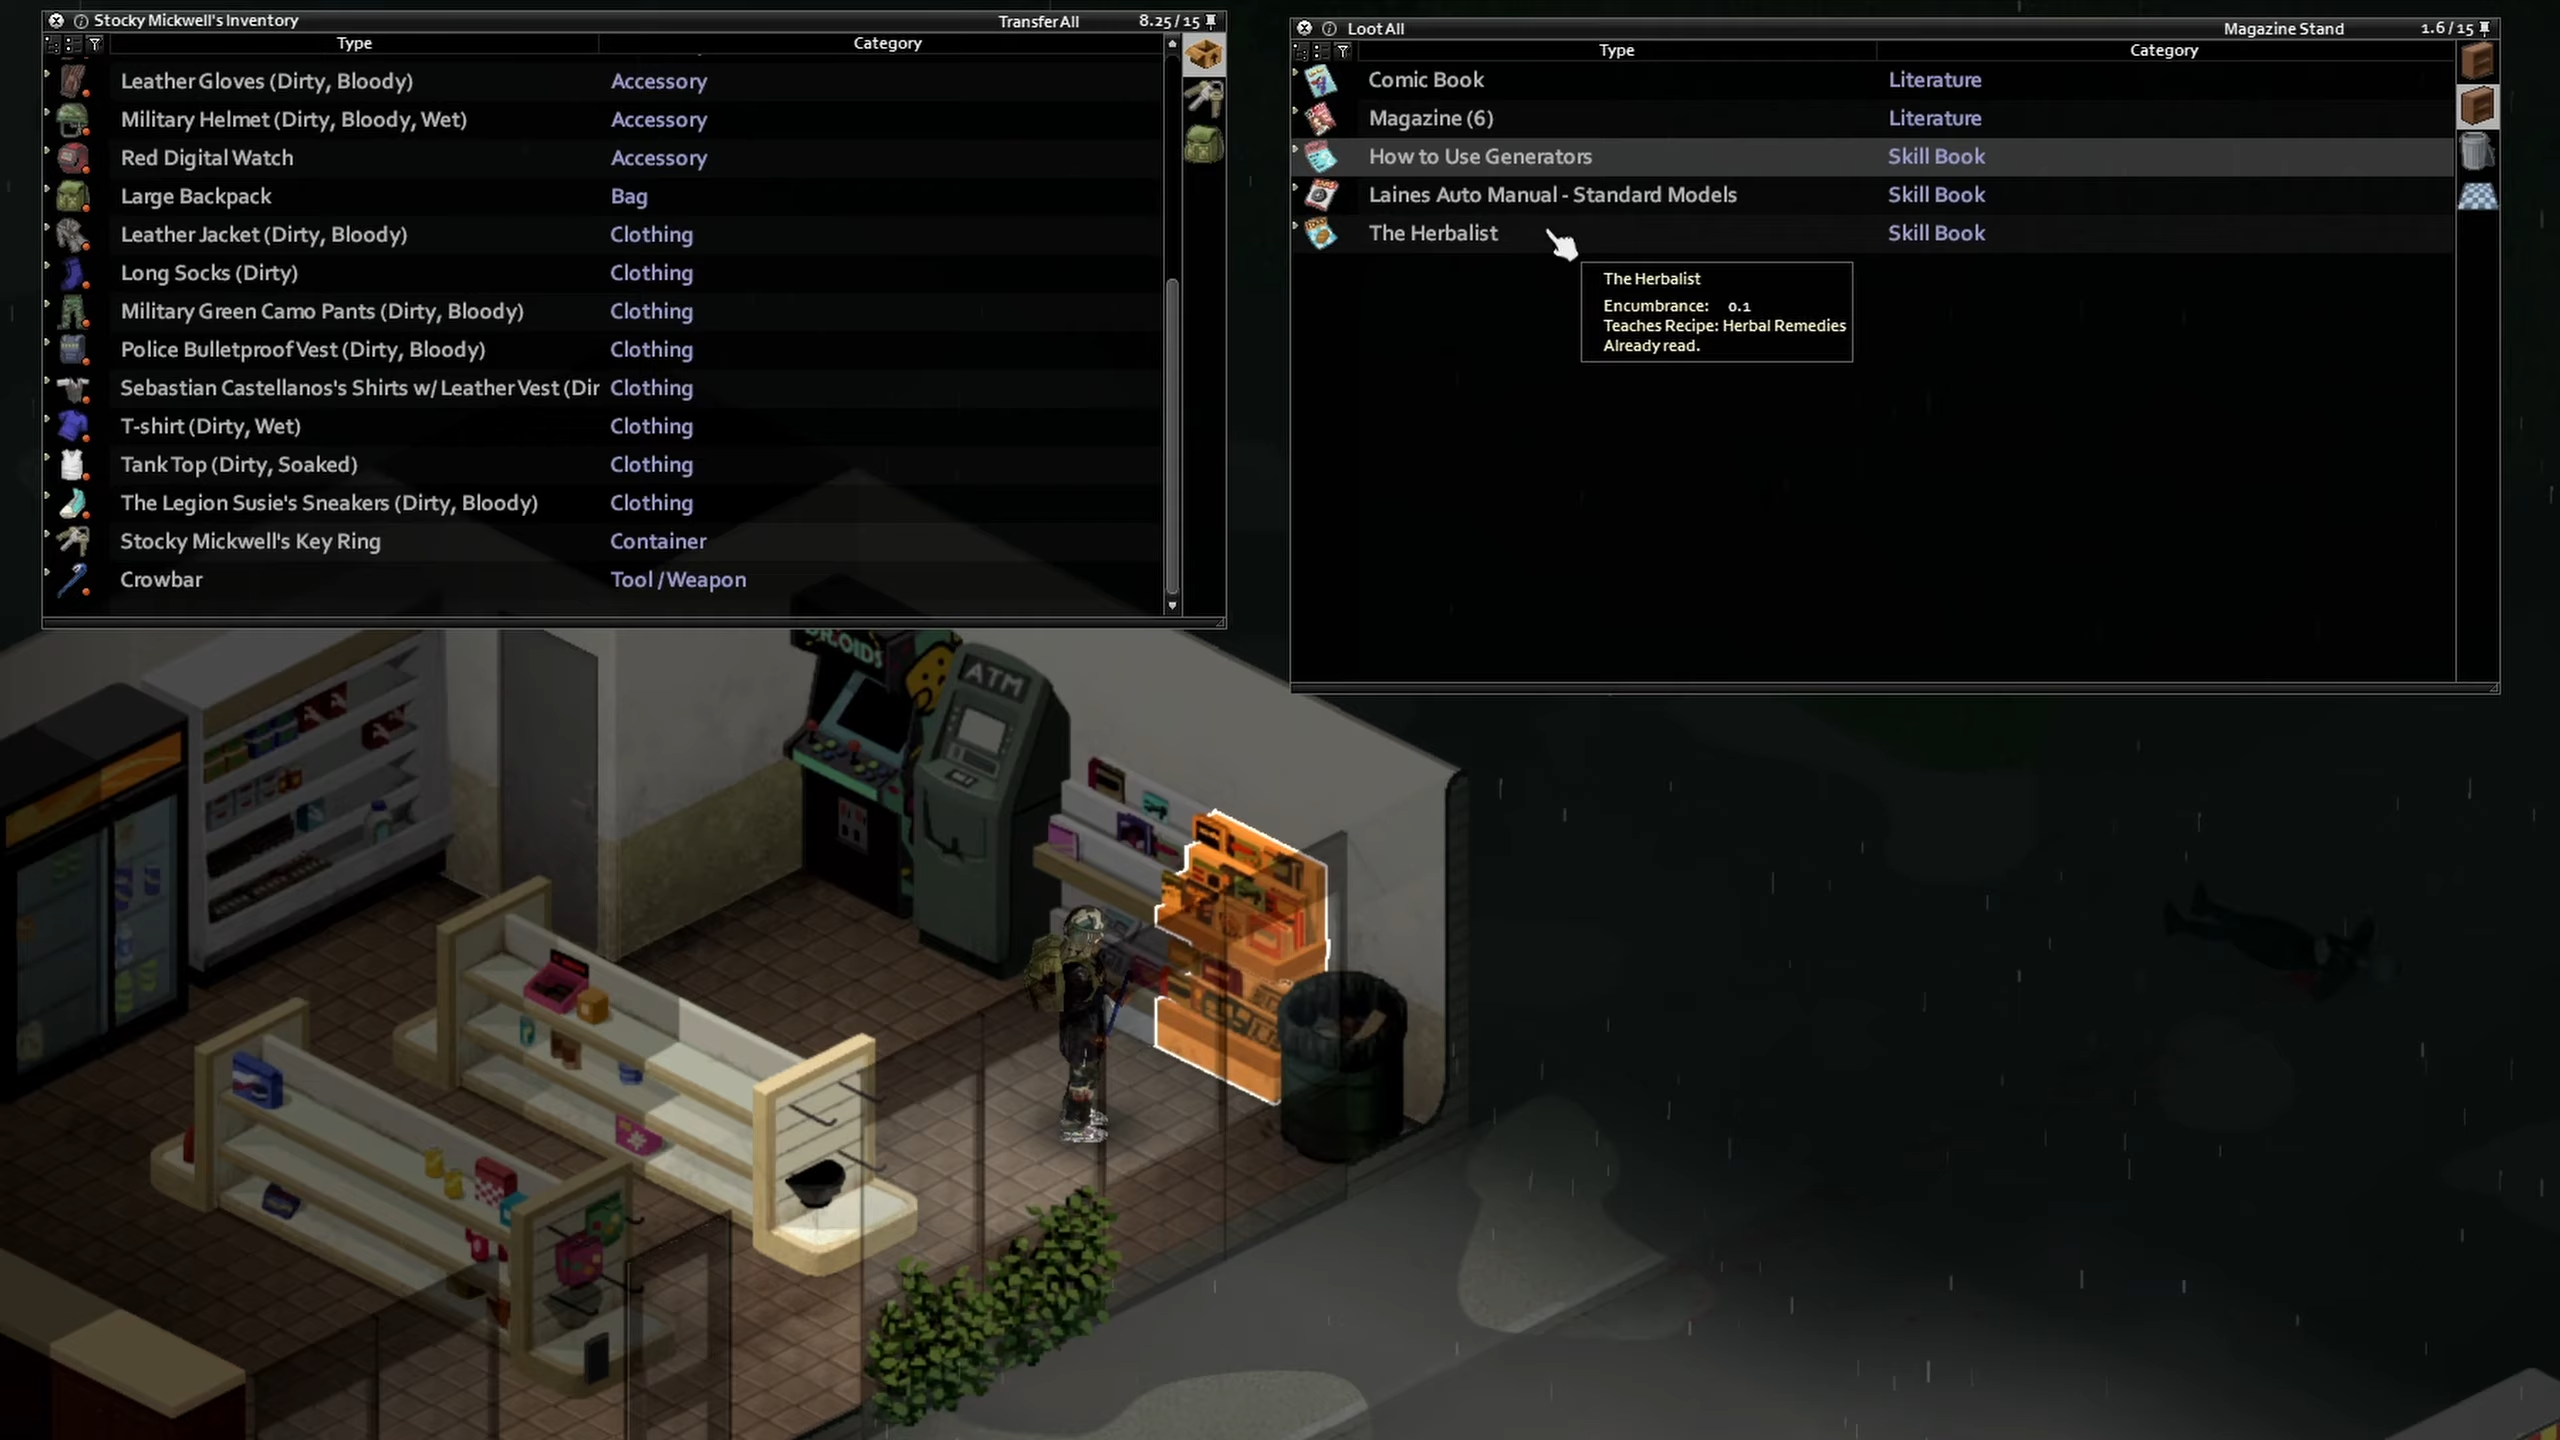 Stocky Mickwell's Inventory Transfer All 8.25 / 15
Type Category
Leather Gloves (Dirty, Bloody) Accessory
Military Helmet (Dirty, Bloody, Wet) Accessory
Red Digital Watch Accessory
Large Backpack Bag
Leather Jacket (Dirty, Bloody) Clothing
Long Socks (Dirty) Clothing
Military Green Camo Pants (Dirty, Bloody) Clothing
Police Bulletproof Vest (Dirty, Bloody) Clothing
Sebastian Castellanos's Shirts w/ Leather Vest (Dir Clothing
T-shirt (Dirty, Wet) Clothing
Tank Top (Dirty, Soaked) Clothing
The Legion Susie's Sneakers (Dirty, Bloody) Clothing
Stocky Mickwell's Key Ring Container
Crowbar Tool / Weapon
Loot All Magazine Stand 1.6 / 15
Type Category
Comic Book Literature
Magazine (6) Literature
How to Use Generators Skill Book
Laines Auto Manual - Standard Models Skill Book
The Herbalist Skill Book
The Herbalist
Encumbrance: 0.1
Teaches Recipe: Herbal Remedies
Already read.
DROIDS
ATM